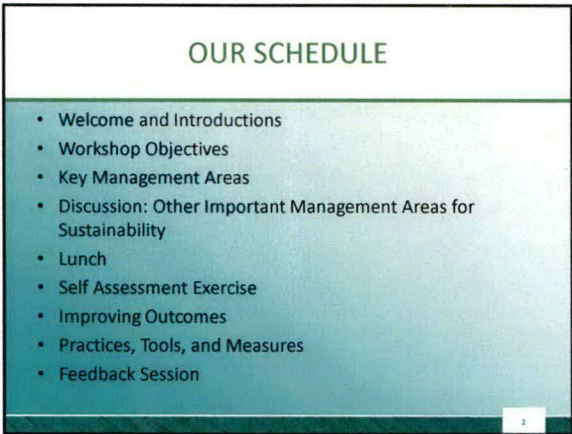 OUR SCHEDULE
• Welcome and Introductions
• Workshop Objectives
• Key Management Areas
• Discussion: Other Important Management Areas for
Sustainability
• Lunch
• Self Assessment Exercise
• Improving Outcomes
• Practices, Tools, and Measures
• Feedback Session
2